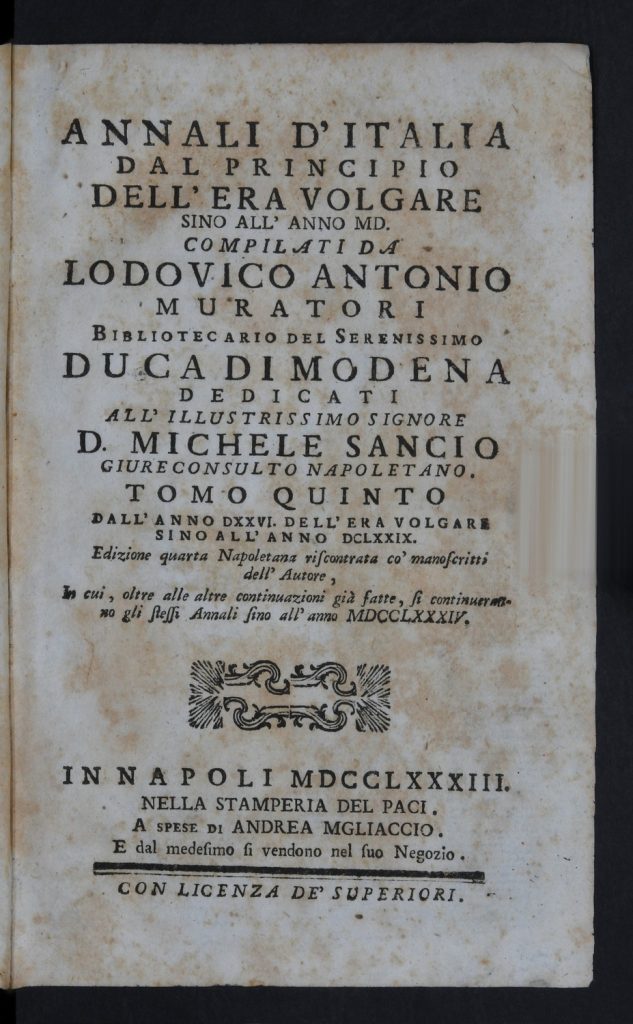 ANNALI D'ITALIA
DAL PRINCIPIO
DELL' ERA VOLGARE
SINO ALL' ANNO MD.
COMPILATI DA
LODOVICO ANTONIO
MURATORI
BIBLIOTECARIO DEL SERENISSIMO
DUCA DI MODENA
DEDICATI
ALL' ILLUSTRISSIMO SIGNORE
D. MICHELE SANCIO
GIURECONSULTO NAPOLETANO.
TOMO QUINTO
DALL' ANNO DXXVI. DELL' ERA VOLGARE
SINO ALL' ANNO DCLXXIX.
Edizione quarta Napoletana riſcontrata co' manoſcritti
dell' Autore,
In cui, oltre alle altre continuazioni già fatte, ſi continueran-
no gli ſteſſi Annali ſino all' anno MDCCLXXXIV.
IN NAPOLI MDCCLXXXIII.
NELLA STAMPERIA DEL PACI.
A SPESE DI ANDREA MGLIACCIO.
E dal medeſimo ſi vendono nel ſuo Negozio.
CON LICENZA DE' SUPERIORI.